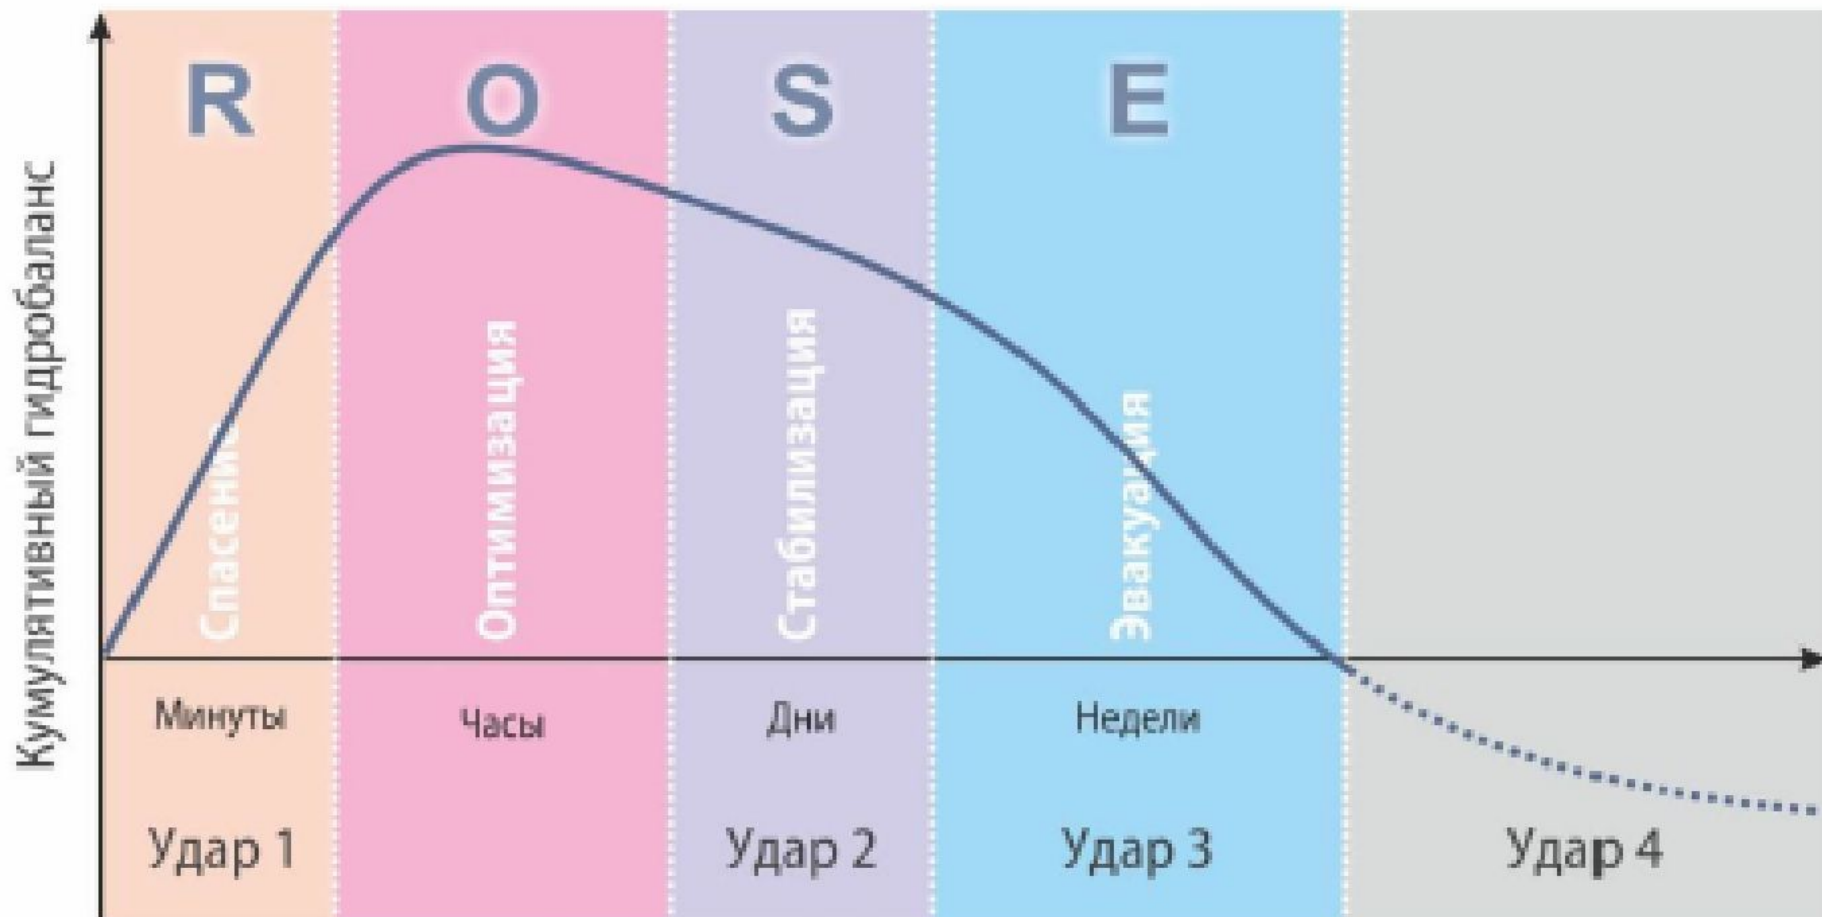 Кумулятивный гидробаланс
R
O
S
E
Спасение
Оптимизация
Стабилизация
Эвакуация
Минуты
Часы
Дни
Недели
Удар 1
Удар 2
Удар 3
Удар 4